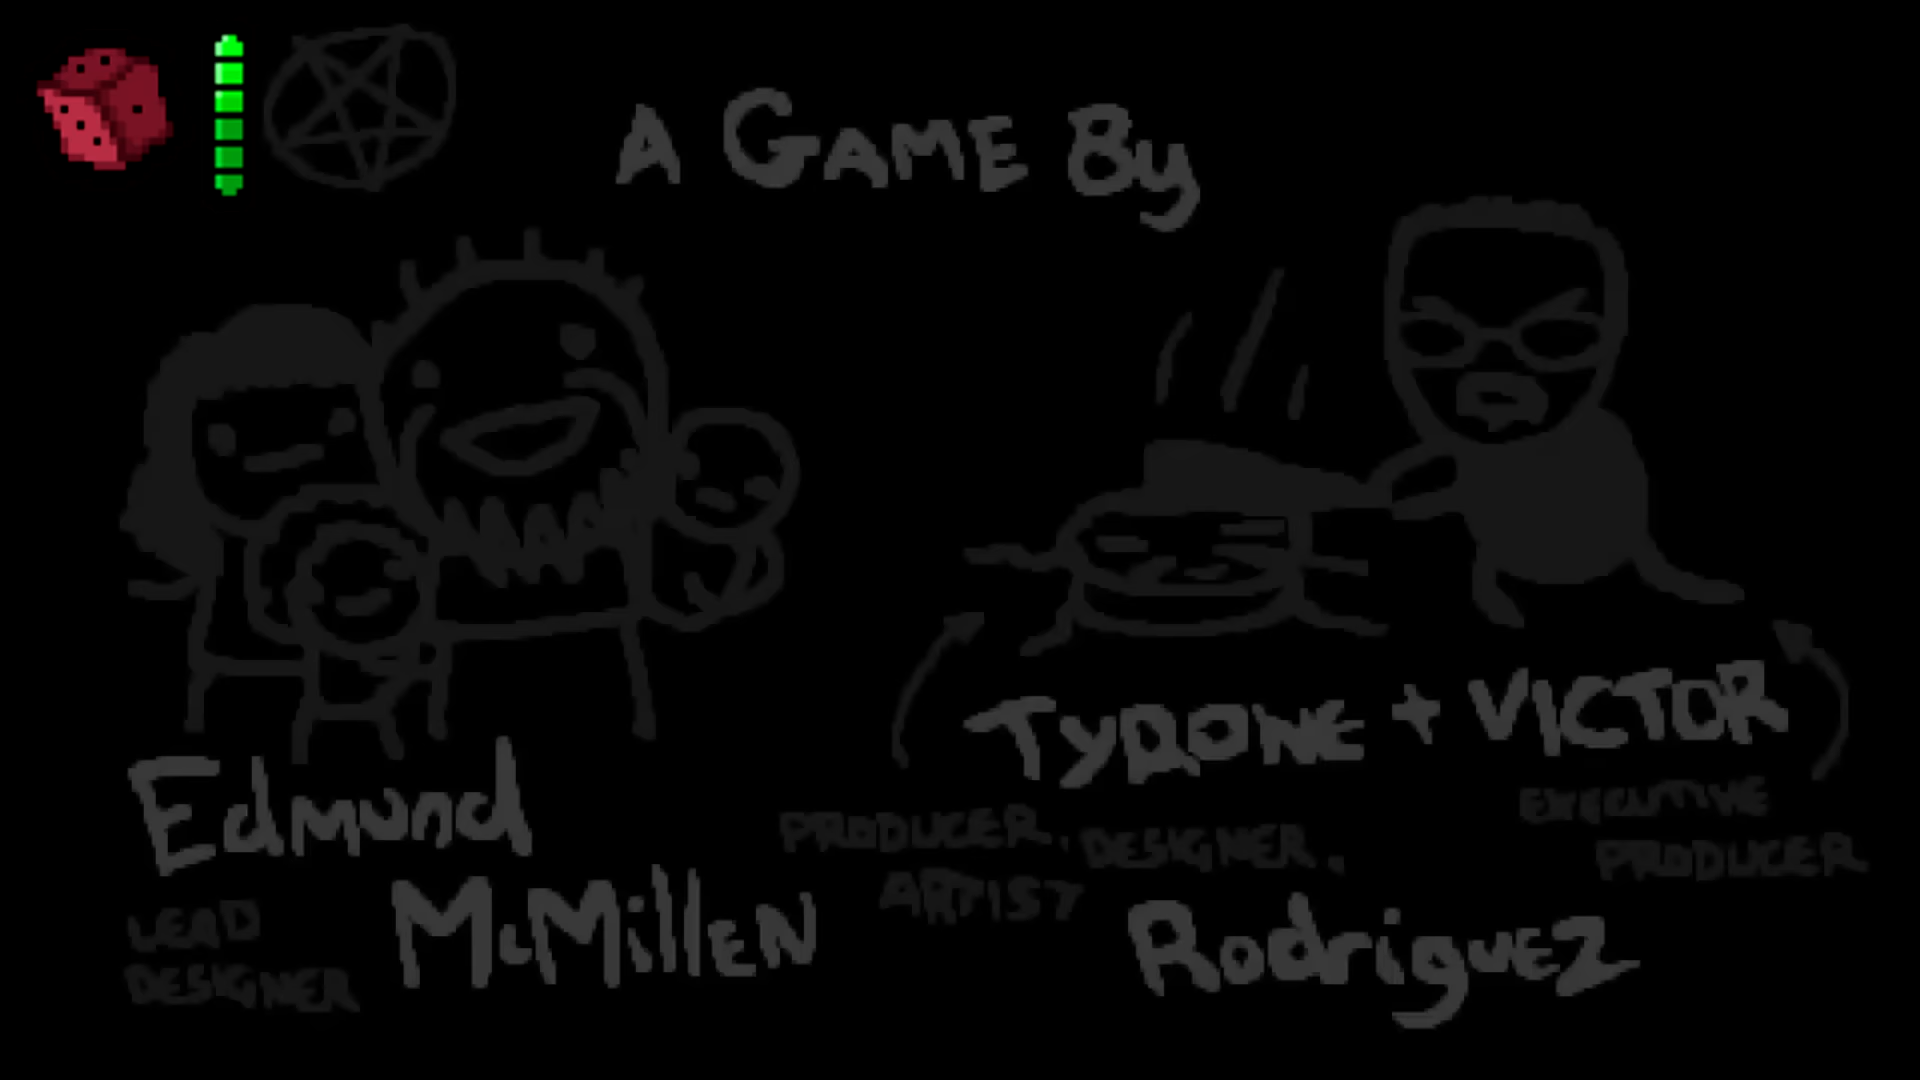 A GAME By
Edmund
McMillEN
LEAD
DESIGNER
TYRONE + VICTOR
PRODUCER, DESIGNER,
ARTIST
EXECUTIVE
PRODUCER
RodriguEz